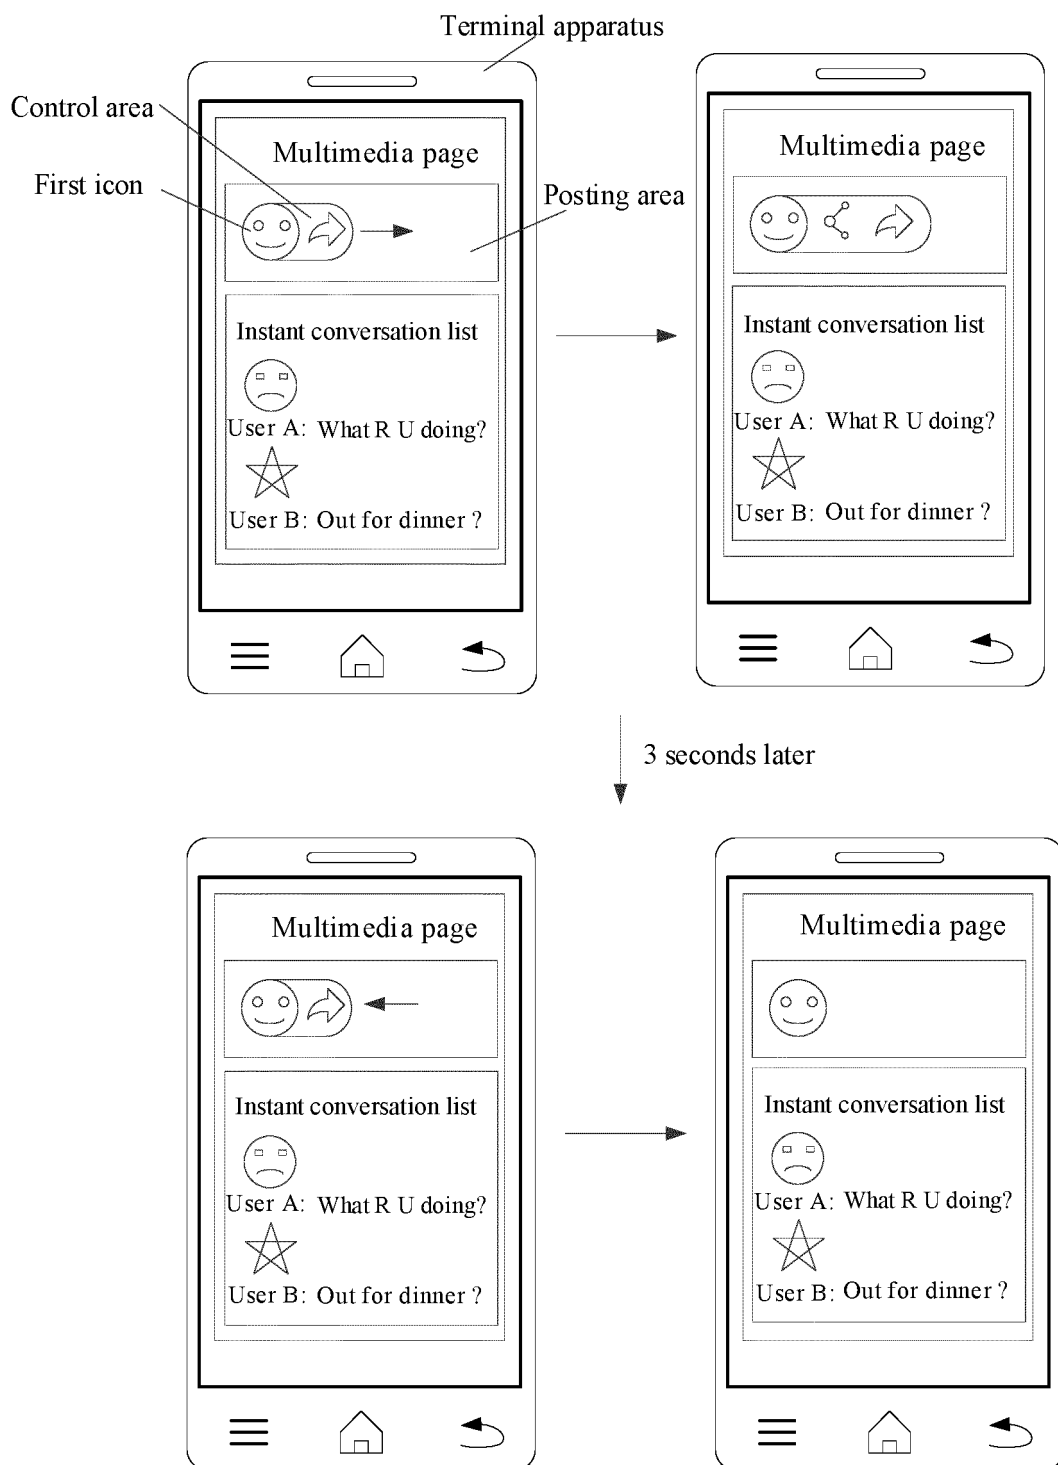 Terminal apparatus
Control area
First icon
Posting area
Multimedia page
Instant conversation list
User A: What R U doing?
User B: Out for dinner ?
Multimedia page
Instant conversation list
User A: What R U doing?
User B: Out for dinner ?
3 seconds later
Multimedia page
Instant conversation list
User A: What R U doing?
User B: Out for dinner ?
Multimedia page
Instant conversation list
User A: What R U doing?
User B: Out for dinner ?